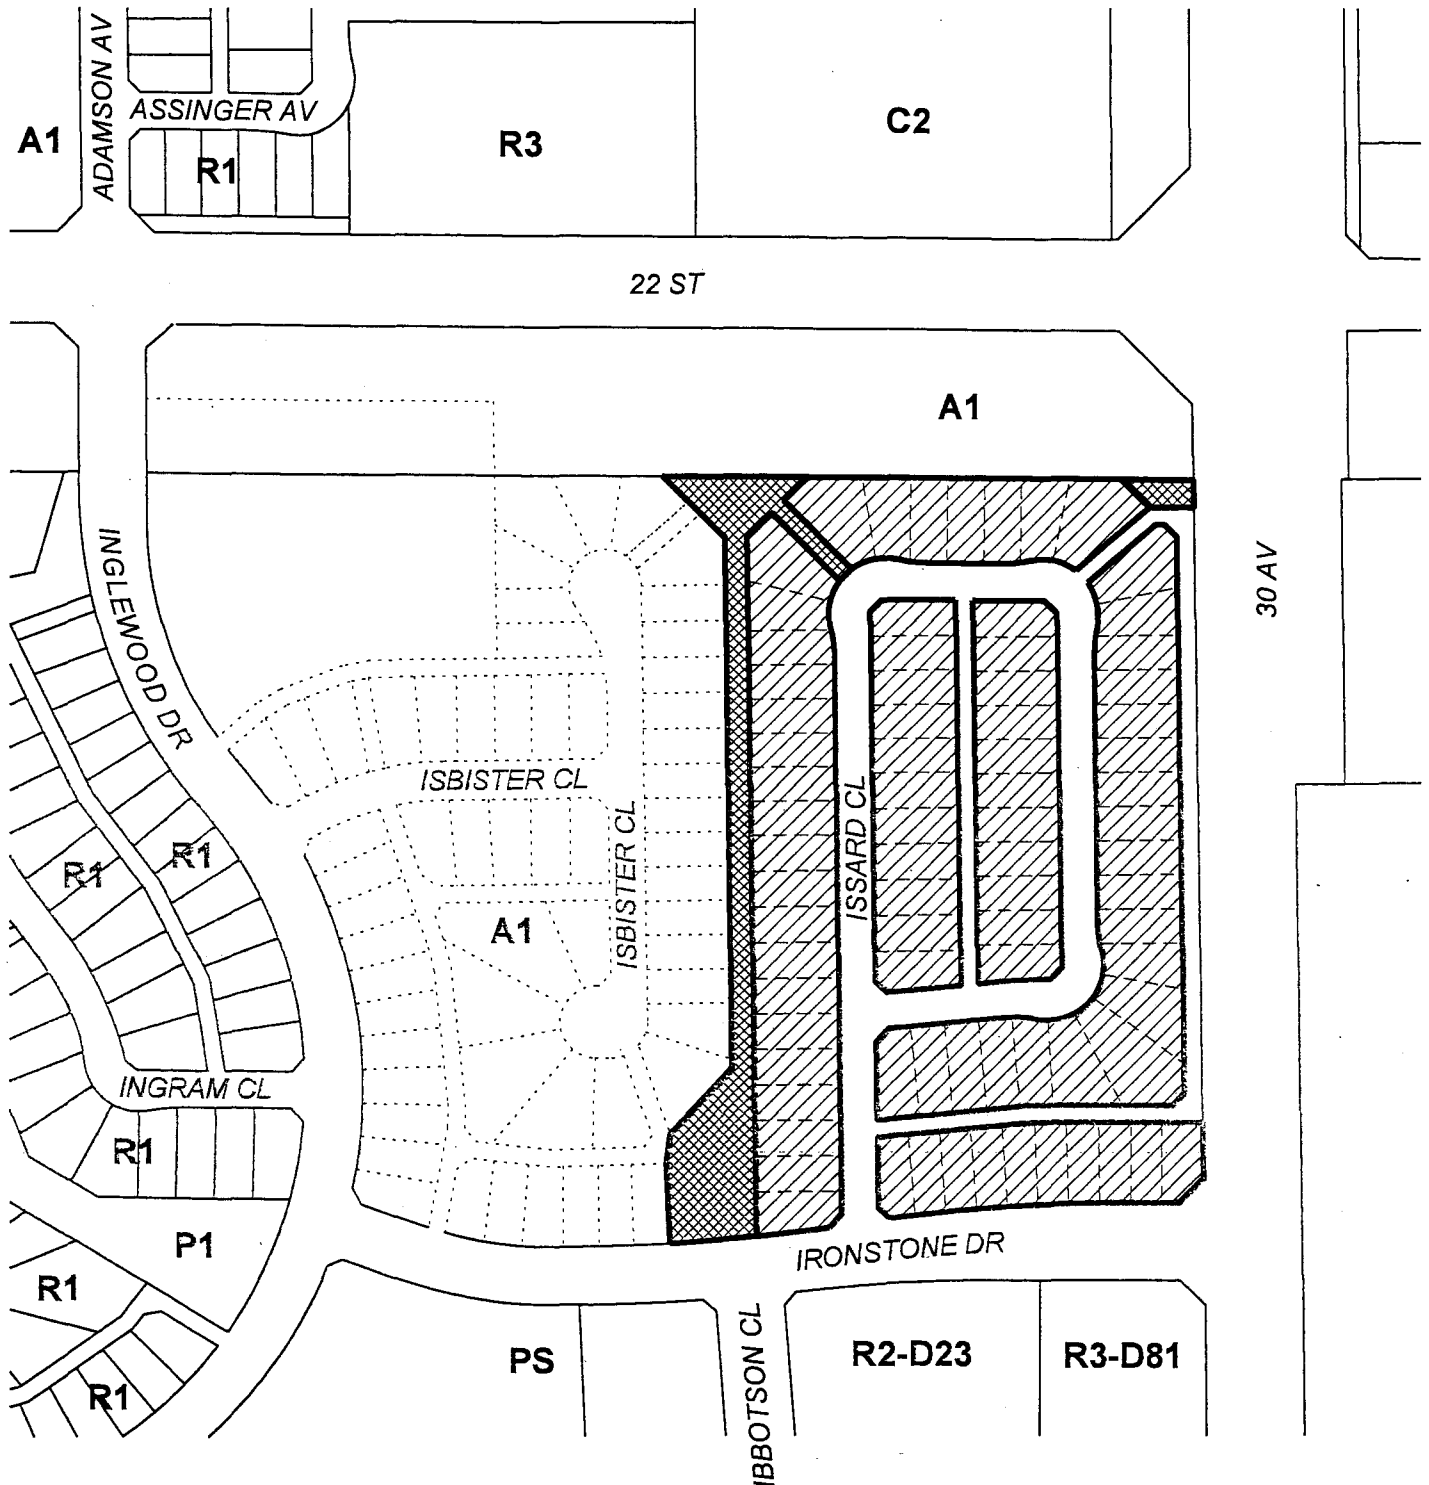 ADAMSON AV
ASSINGER AV
A1
R1
R3
C2
22 ST
A1
30 AV
INGLEWOOD DR
ISBISTER CL
ISBISTER CL
ISSARD CL
R1
R1
A1
INGRAM CL
R1
P1
IRONSTONE DR
R1
R1
PS
IBBOTSON CL
R2-D23
R3-D81